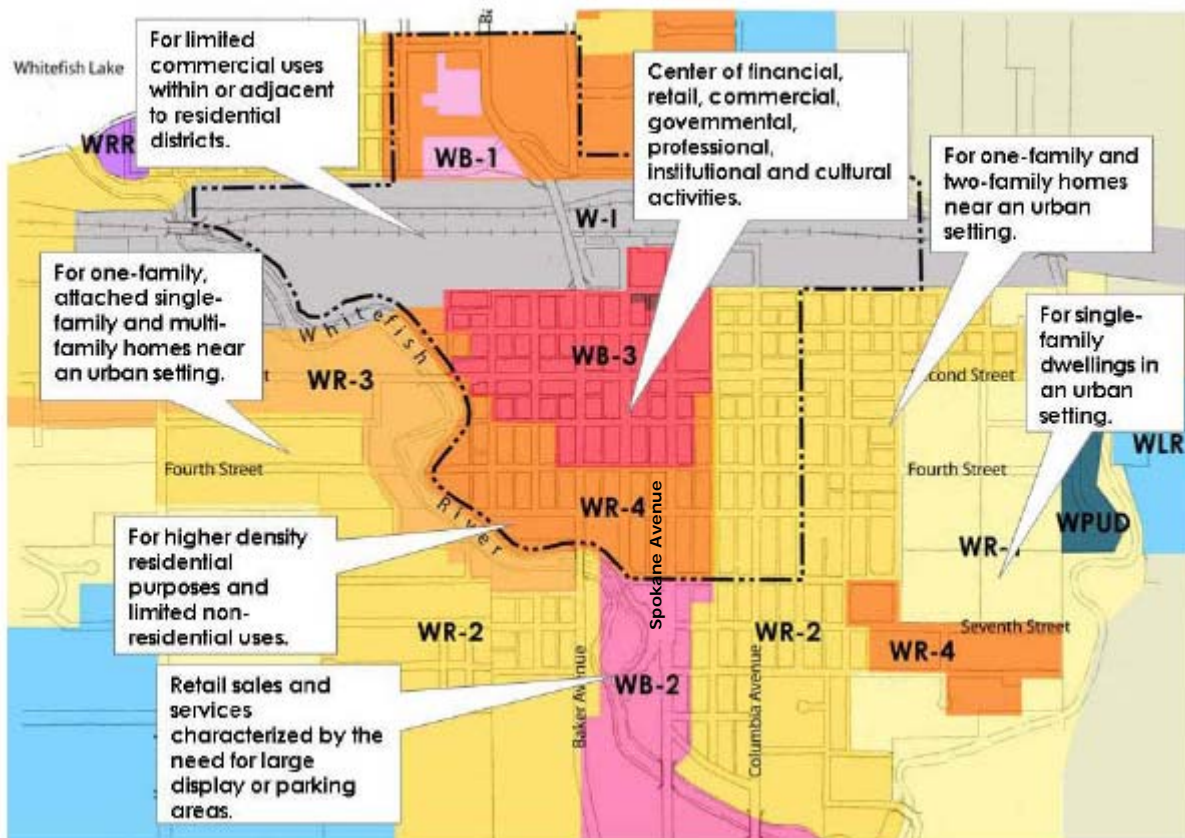 For limited
commercial uses
within or adjacent
to residential
districts.
Whitefish Lake
WRR
WB-1
W-I
Center of financial,
retail, commercial,
governmental,
professional,
institutional and cultural
activities.
For one-family and
two-family homes
near an urban
setting.
For one-family,
attached single-
family and multi-
family homes near
an urban setting.
Whitefish
River
WR-3
WB-3
For single-
family
dwellings in
an urban
setting.
Fourth Street
Fourth Street
WLR
WPUD
WR-4
Spokane Avenue
For higher density
residential
purposes and
limited non-
residential uses.
WR-2
WR-2
Seventh Street
WR-4
WB-2
Baker Avenue
Columbia Avenue
Retail sales and
services
characterized by the
need for large
display or parking
areas.